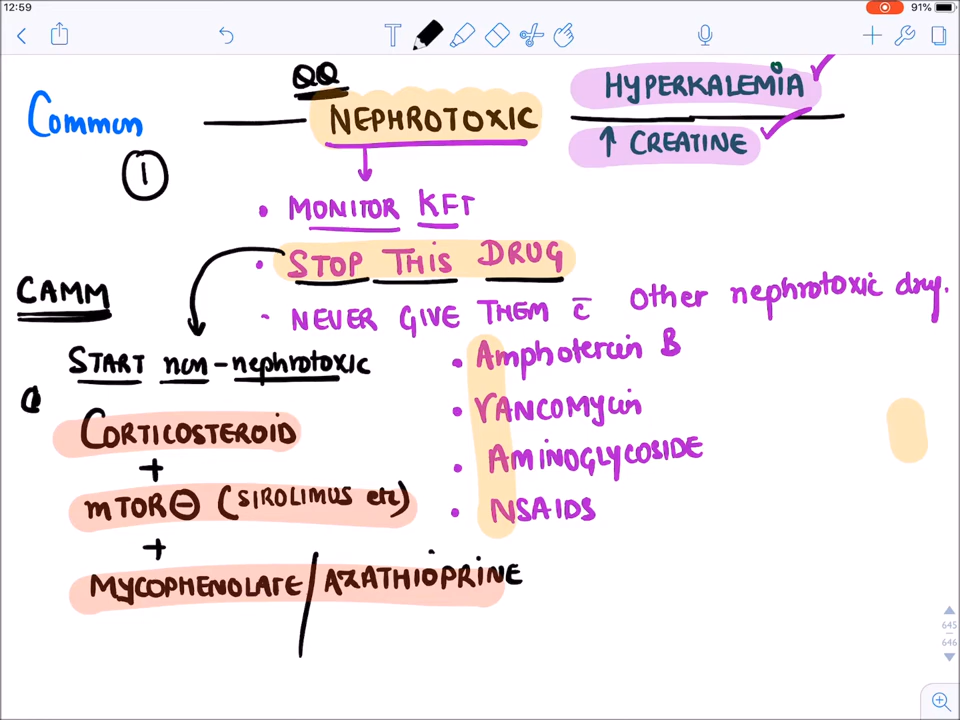 12:59
91%
T
QQ
HYPERKALEMIA
Common
NEPHROTOXIC
↑ CREATINE
1
• MONITOR KFT
• STOP THIS DRUG
CAMM
• NEVER GIVE THEM c̄ Other nephrotoxic drug.
START non-nephrotoxic
• Amphotercin B
CORTICOSTEROID
• VANCOMYcin
+
• AMINOGLYCOSIDE
mTOR⊖ (SIROLIMUS etc)
• NSAIDS
+
MYCOPHENOLATE / AZATHIOPRINE
645
646